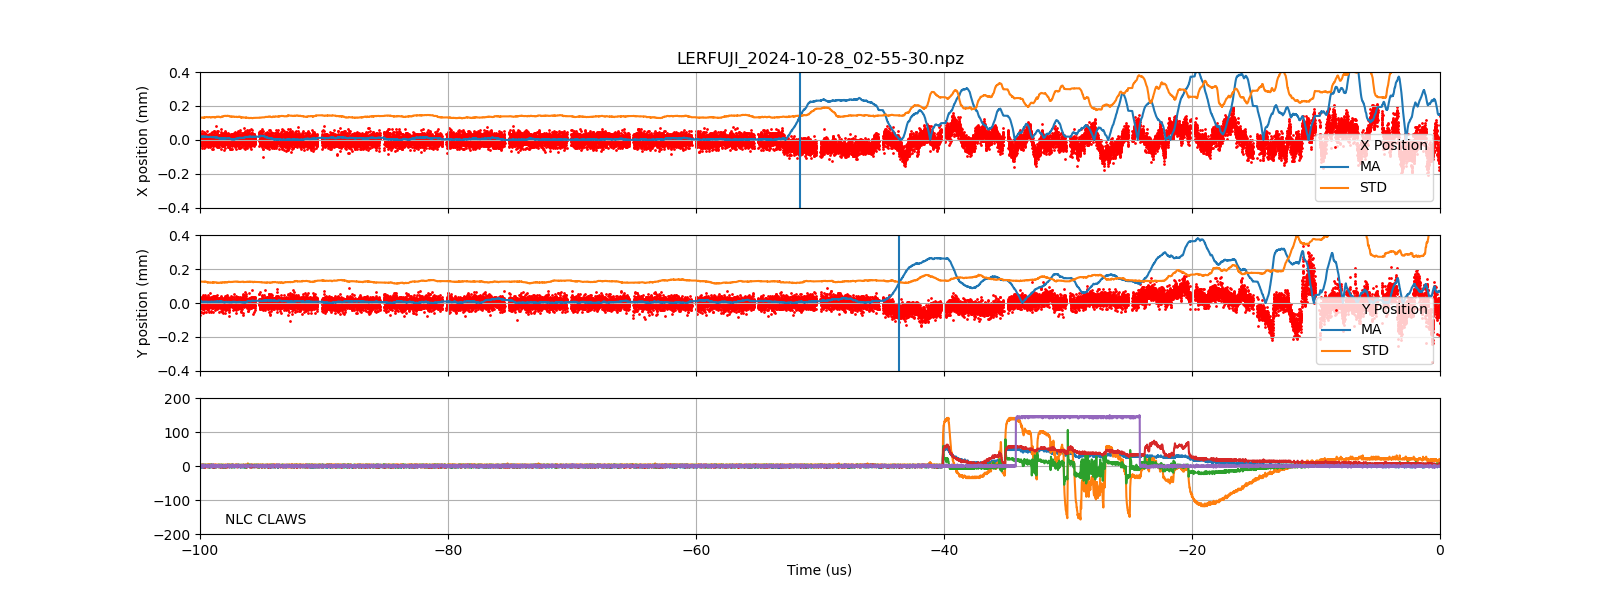 LERFUJI_2024-10-28_02-55-30.npz
0.4
0.2
0.0
−0.2
−0.4
X position (mm)
X Position
MA
STD
0.4
0.2
0.0
−0.2
−0.4
Y position (mm)
Y Position
MA
STD
200
100
0
−100
−200
NLC CLAWS
−100
−80
−60
−40
−20
0
Time (us)